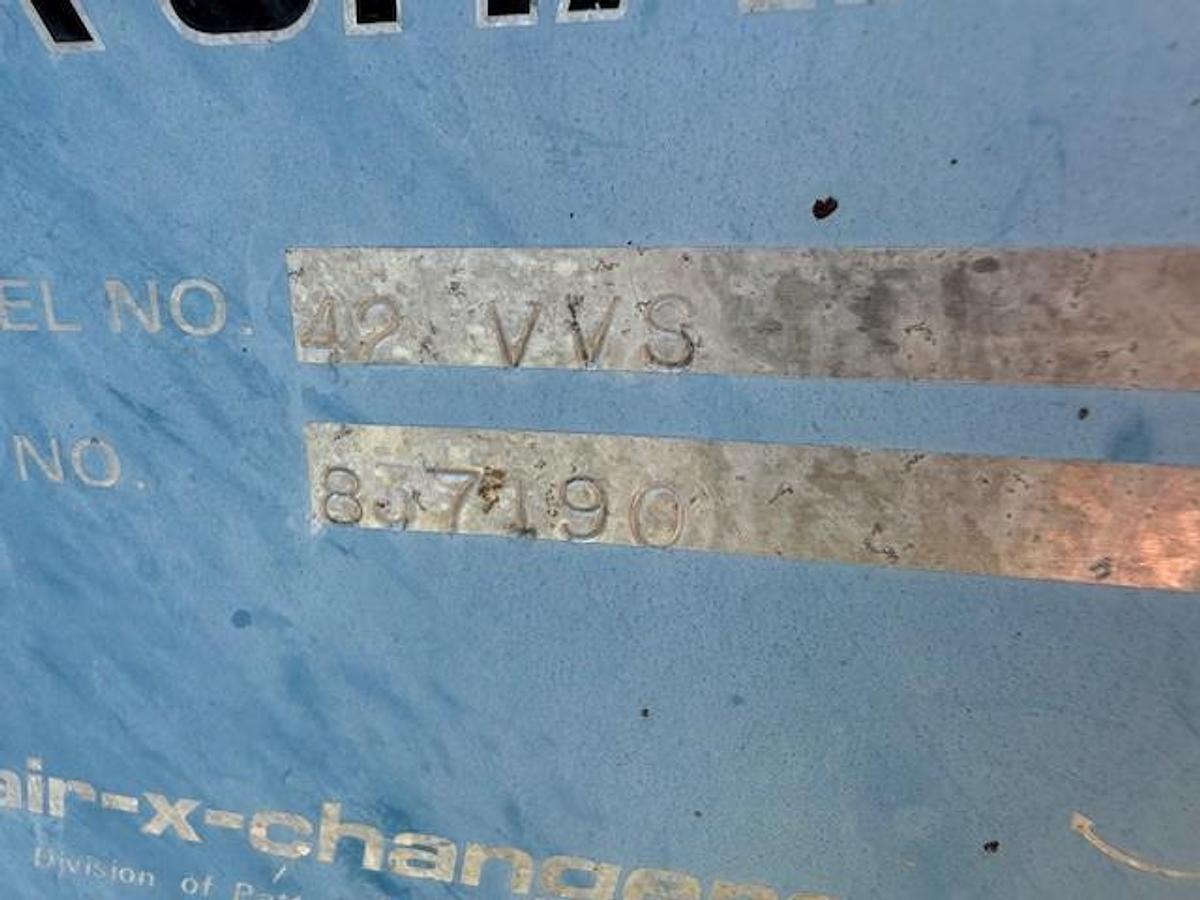 EL NO. 42 VVS
NO. 837190
air-x-changers
Division of